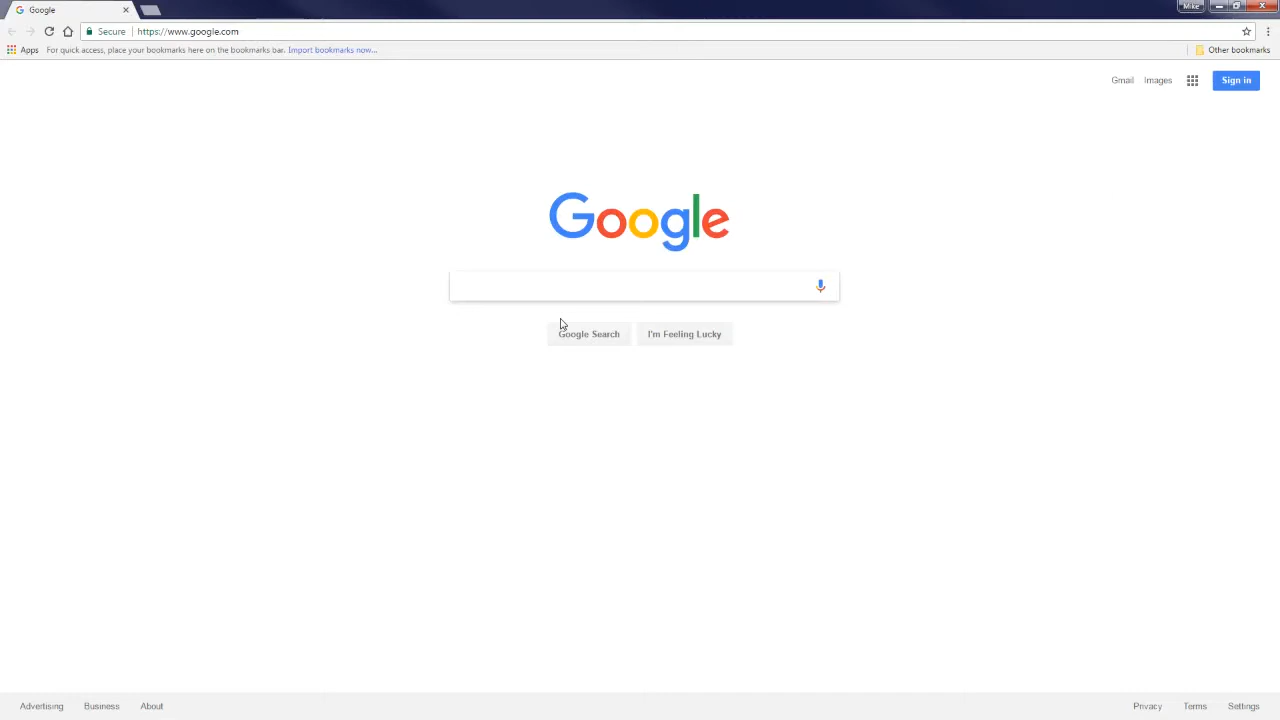 Google
Mike
Secure
https://www.google.com
Apps
For quick access, place your bookmarks here on the bookmarks bar. Import bookmarks now...
Other bookmarks
Gmail
Images
Sign in
Google
Google Search
I'm Feeling Lucky
Advertising
Business
About
Privacy
Terms
Settings